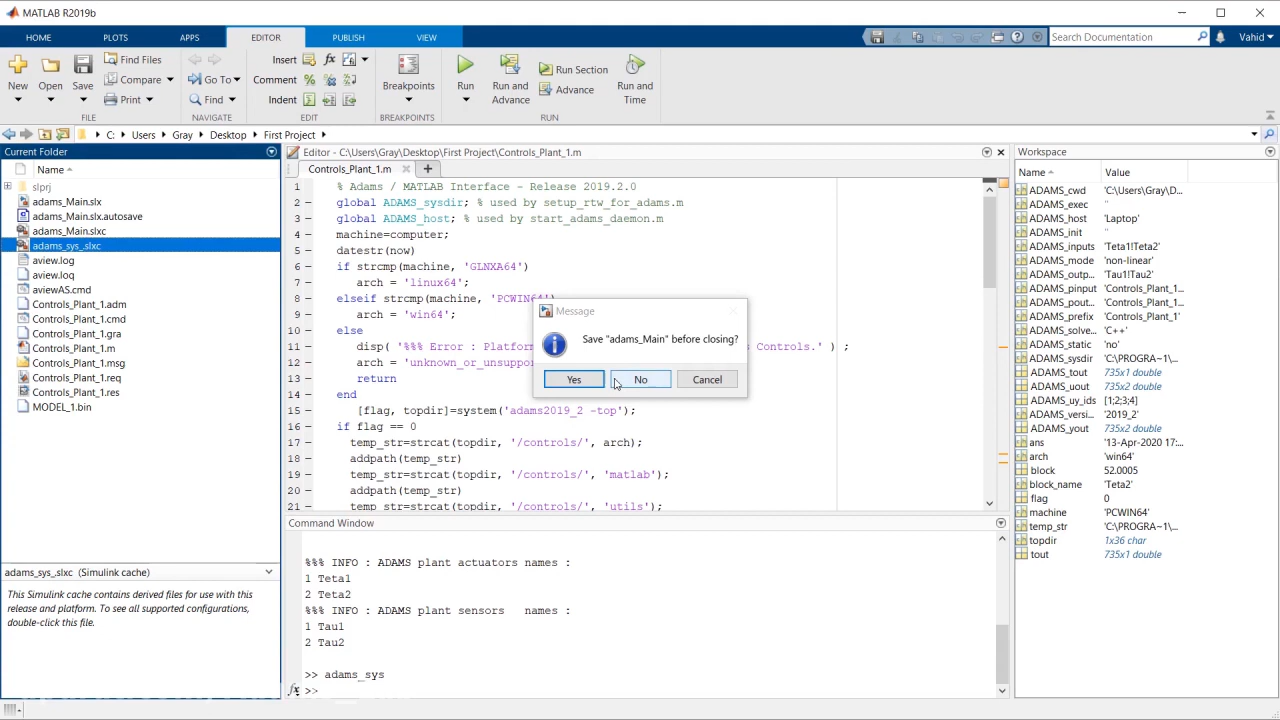 MATLAB R2019b
HOME PLOTS APPS EDITOR PUBLISH VIEW
Search Documentation
Vahid
New
Open
Save
Find Files
Compare
Print
FILE
Go To
Find
NAVIGATE
Insert
Comment
Indent
EDIT
Breakpoints
BREAKPOINTS
Run
Run and Advance
Run Section
Advance
Run and Time
RUN
C: Users Gray Desktop First Project
Current Folder
Name
slprj
adams_Main.slx
adams_Main.slx.autosave
adams_Main.slxc
adams_sys_.slxc
aview.log
aview.loq
aviewAS.cmd
Controls_Plant_1.adm
Controls_Plant_1.cmd
Controls_Plant_1.gra
Controls_Plant_1.m
Controls_Plant_1.msg
Controls_Plant_1.req
Controls_Plant_1.res
MODEL_1.bin
adams_sys_.slxc (Simulink cache)
This Simulink cache contains derived files for use with this
release and platform. To see all supported configurations,
double-click this file.
Editor - C:\Users\Gray\Desktop\First Project\Controls_Plant_1.m
Controls_Plant_1.m
1 % Adams / MATLAB Interface - Release 2019.2.0
2 – global ADAMS_sysdir; % used by setup_rtw_for_adams.m
3 – global ADAMS_host; % used by start_adams_daemon.m
4 – machine=computer;
5 – datestr(now)
6 – if strcmp(machine, 'GLNXA64')
7 – arch = 'linux64';
8 – elseif strcmp(machine, 'PCWIN64')
9 – arch = 'win64';
10 – else
11 – disp( '%%% Error : Platfor s Controls.' ) ;
12 – arch = 'unknown_or_unsuppor
13 – return
14 – end
15 – [flag, topdir]=system('adams2019_2 -top');
16 – if flag == 0
17 – temp_str=strcat(topdir, '/controls/', arch);
18 – addpath(temp_str)
19 – temp_str=strcat(topdir, '/controls/', 'matlab');
20 – addpath(temp_str)
21 – temp_str=strcat(topdir, '/controls/', 'utils');
Message
Save "adams_Main" before closing?
Yes No Cancel
Command Window
%%% INFO : ADAMS plant actuators names :
1 Teta1
2 Teta2
%%% INFO : ADAMS plant sensors names :
1 Tau1
2 Tau2
>> adams_sys
fx >>
Workspace
Name Value
ADAMS_cwd 'C:\Users\Gray\D...
ADAMS_exec ''
ADAMS_host 'Laptop'
ADAMS_init ''
ADAMS_inputs 'Teta1!Teta2'
ADAMS_mode 'non-linear'
ADAMS_outp... 'Tau1!Tau2'
ADAMS_pinput 'Controls_Plant_1...
ADAMS_pout... 'Controls_Plant_1...
ADAMS_prefix 'Controls_Plant_1'
ADAMS_solve... 'C++'
ADAMS_static 'no'
ADAMS_sysdir 'C:\PROGRA~1\...
ADAMS_tout 735x1 double
ADAMS_uout 735x2 double
ADAMS_uy_ids [1;2;3;4]
ADAMS_versi... '2019_2'
ADAMS_yout 735x2 double
ans '13-Apr-2020 17:...
arch 'win64'
block 52.0005
block_name 'Teta2'
flag 0
machine 'PCWIN64'
temp_str 'C:\PROGRA~1\...
topdir 1x36 char
tout 735x1 double